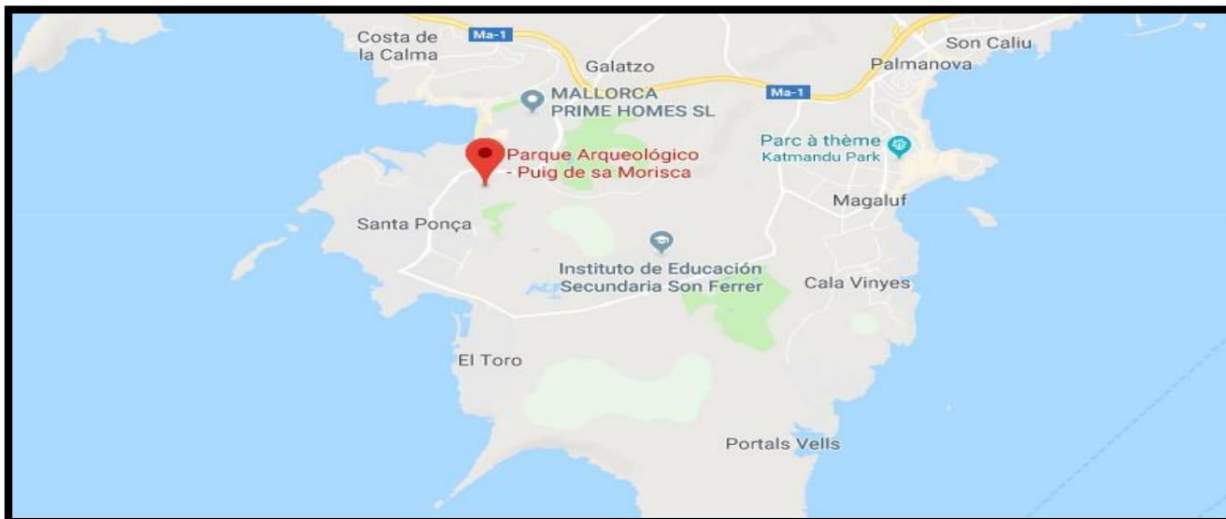 Costa de
la Calma
Ma-1
Son Caliu
Galatzo
Palmanova
MALLORCA
PRIME HOMES SL
Ma-1
Parc à thème
Katmandu Park
Parque Arqueológico
- Puig de sa Morisca
Magaluf
Santa Ponça
Instituto de Educación
Secundaria Son Ferrer
Cala Vinyes
El Toro
Portals Vells